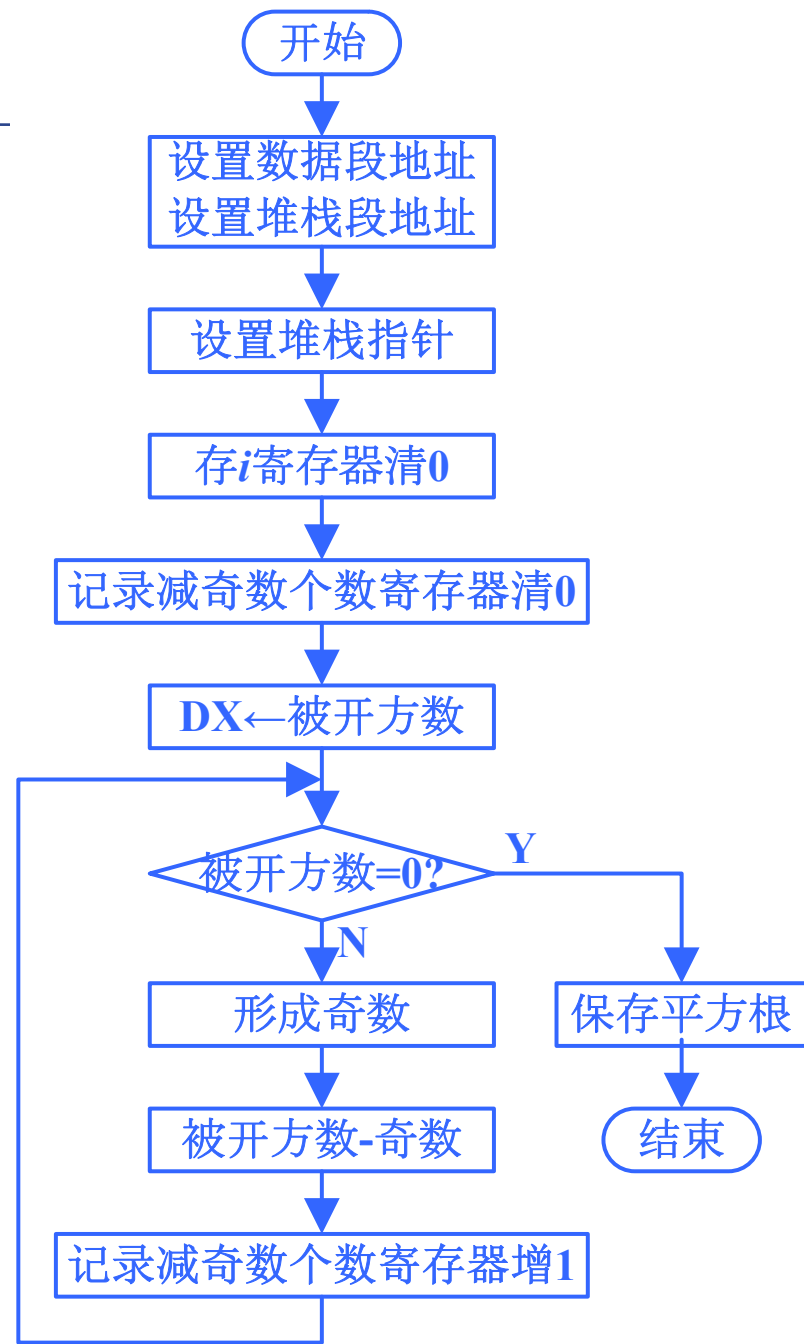 开始
设置数据段地址
设置堆栈段地址
设置堆栈指针
存i寄存器清0
记录减奇数个数寄存器清0
DX←被开方数
被开方数=0?
Y
N
形成奇数
保存平方根
被开方数-奇数
结束
记录减奇数个数寄存器增1